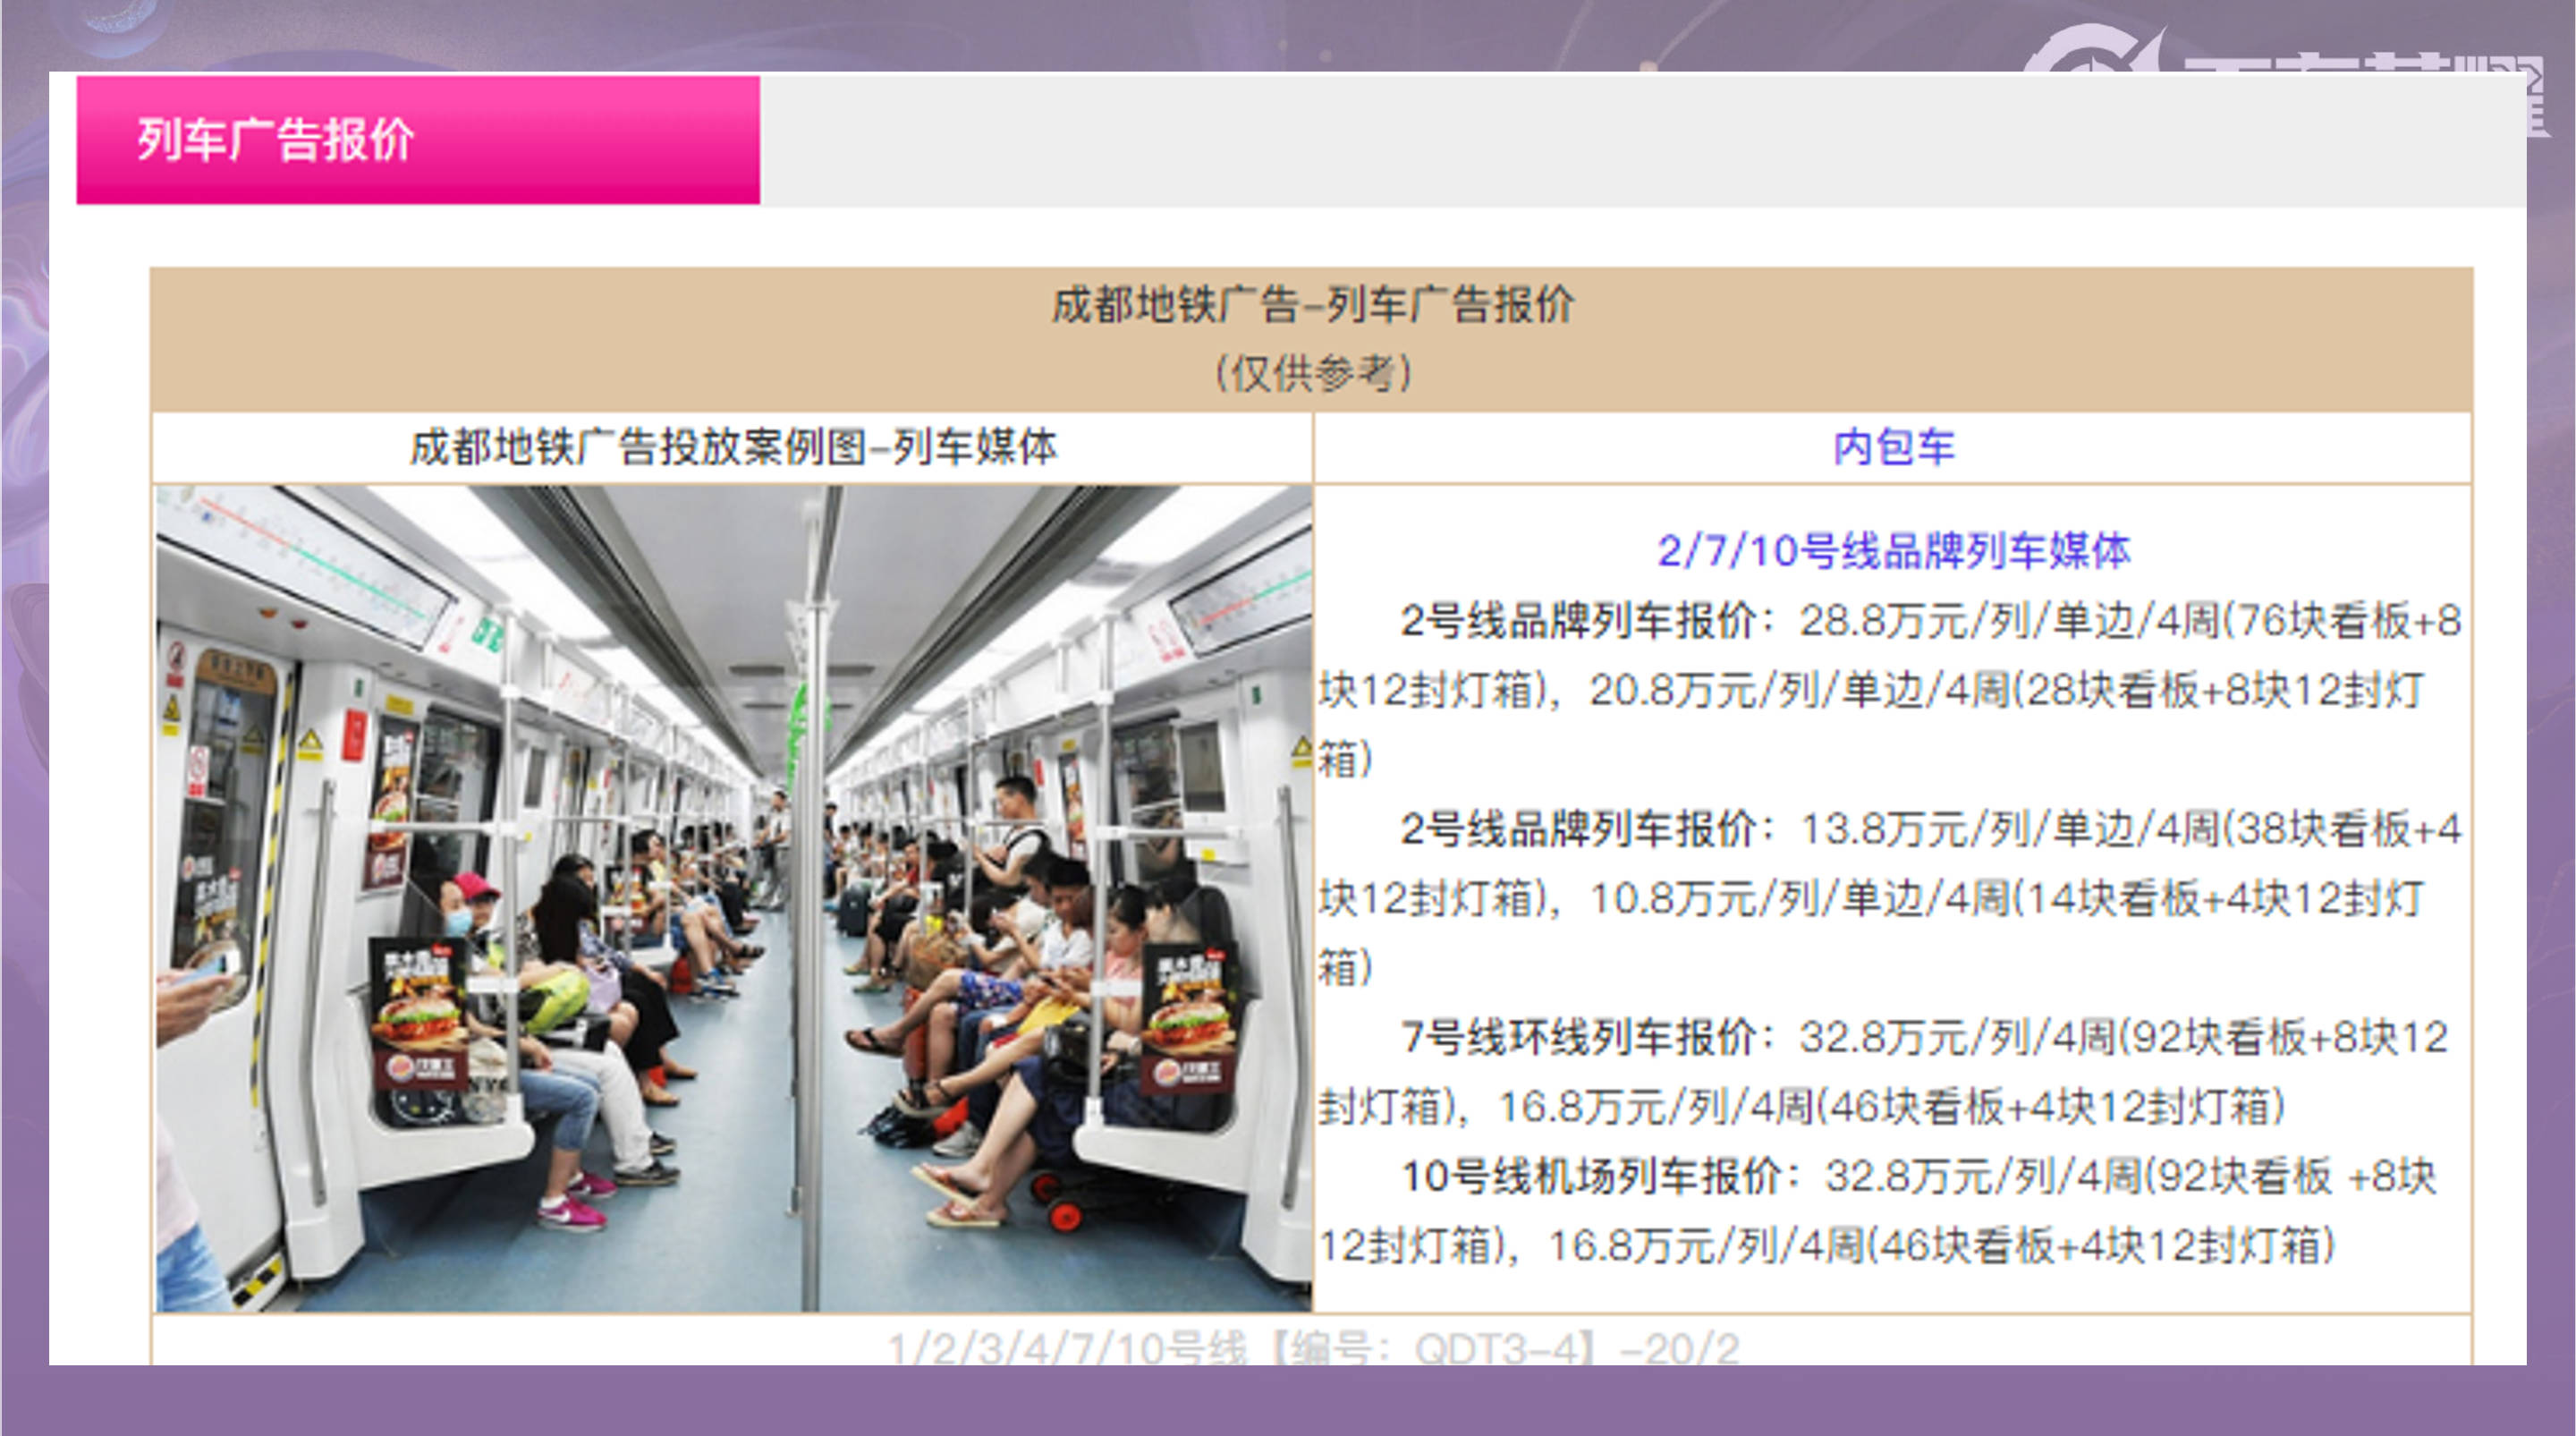 列车广告报价
成都地铁广告-列车广告报价
(仅供参考)
成都地铁广告投放案例图-列车媒体
内包车
2/7/10号线品牌列车媒体
2号线品牌列车报价：28.8万元/列/单边/4周(76块看板+8
块12封灯箱)，20.8万元/列/单边/4周(28块看板+8块12封灯
箱)
2号线品牌列车报价：13.8万元/列/单边/4周(38块看板+4
块12封灯箱)，10.8万元/列/单边/4周(14块看板+4块12封灯
箱)
7号线环线列车报价：32.8万元/列/4周(92块看板+8块12
封灯箱)，16.8万元/列/4周(46块看板+4块12封灯箱)
10号线机场列车报价：32.8万元/列/4周(92块看板 +8块
12封灯箱)，16.8万元/列/4周(46块看板+4块12封灯箱)
1/2/3/4/7/10号线【编号：QDT3-4】-20/2